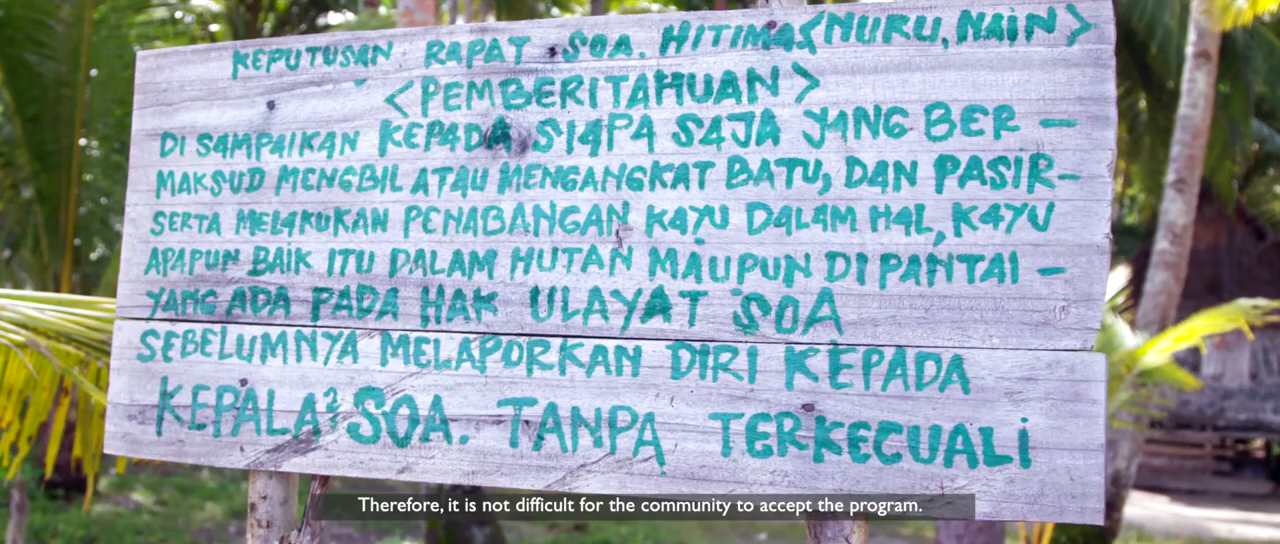 KEPUTUSAN RAPAT SOA. HITIMA <NURU, NAIN>
<PEMBERITAHUAN>
DI SAMPAIKAN KEPADA SIAPA SAJA YANG BER -
MAKSUD MENGBIL ATAU MENGANGKAT BATU, DAN PASIR-
SERTA MELAKUKAN PENABANGAN KAYU DALAM HAL, KAYU
APAPUN BAIK ITU DALAM HUTAN MAUPUN DI PANTAI -
YANG ADA PADA HAK ULAYAT SOA
SEBELUMNYA MELAPORKAN DIRI KEPADA
KEPALA² SOA. TANPA TERKECUALI
Therefore, it is not difficult for the community to accept the program.